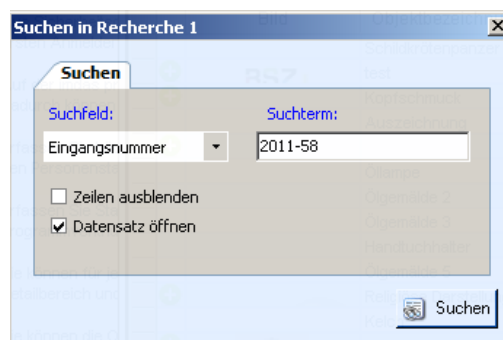 Suchen in Recherche 1
Suchen
Suchfeld: Suchterm:
Eingangsnummer 2011-58
Zeilen ausblenden
Datensatz öffnen
Suchen